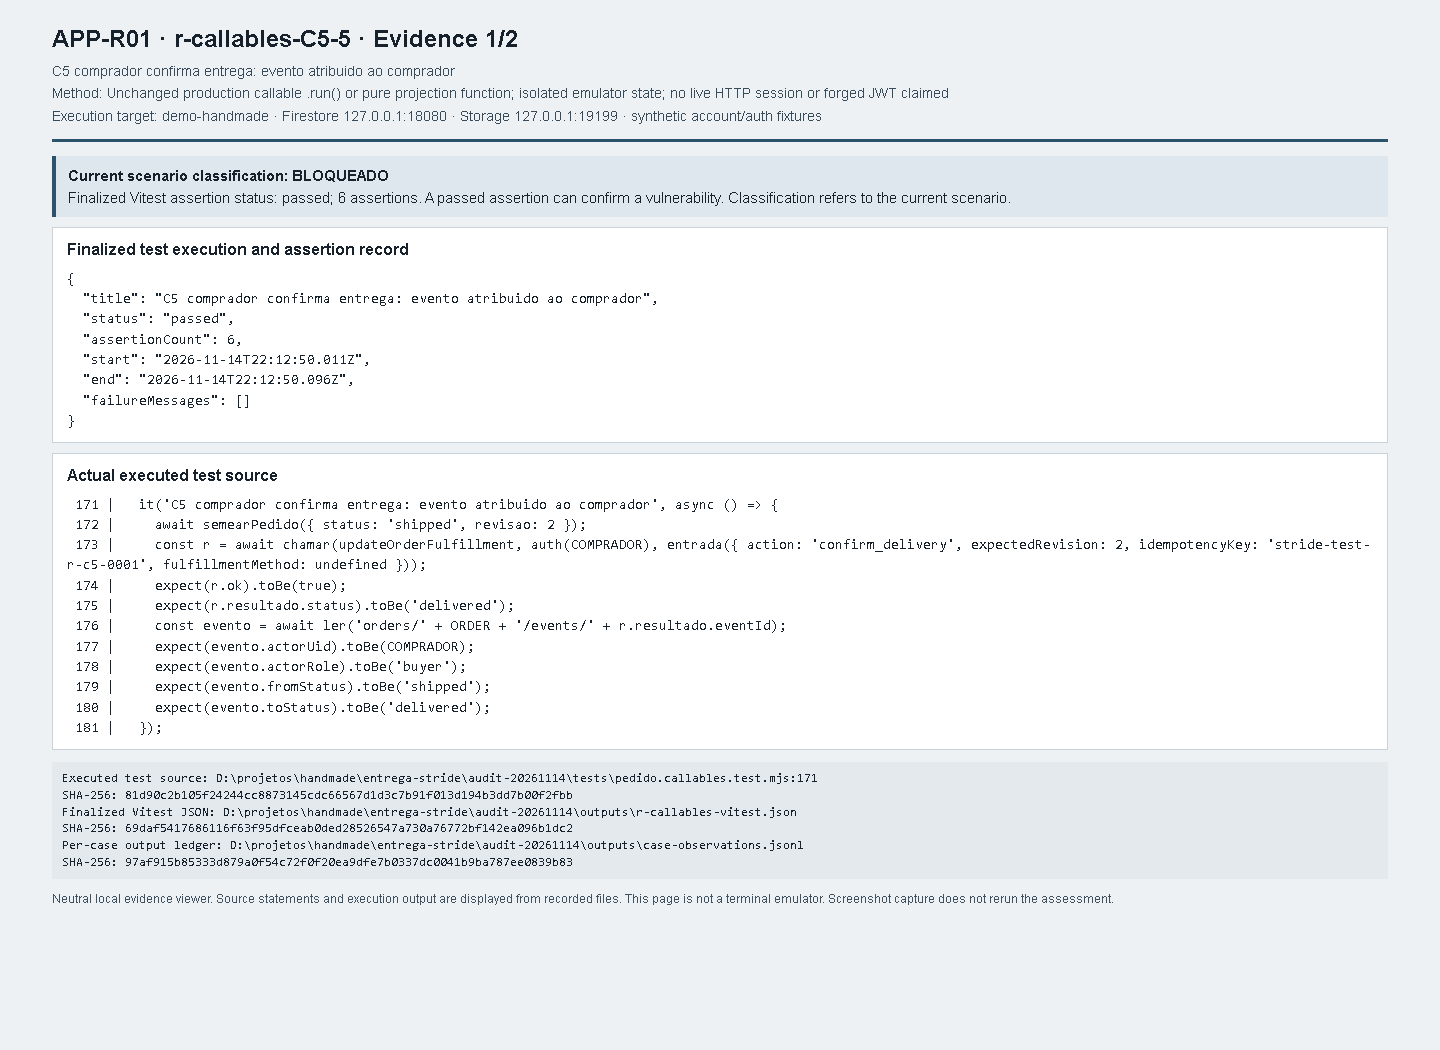 APP-R01 · r-callables-C5-5 · Evidence 1/2
C5 comprador confirma entrega: evento atribuido ao comprador
Method: Unchanged production callable .run() or pure projection function; isolated emulator state; no live HTTP session or forged JWT claimed
Execution target: demo-handmade · Firestore 127.0.0.1:18080 · Storage 127.0.0.1:19199 · synthetic account/auth fixtures
Current scenario classification: BLOQUEADO
Finalized Vitest assertion status: passed; 6 assertions. A passed assertion can confirm a vulnerability. Classification refers to the current scenario.
Finalized test execution and assertion record
{
  "title": "C5 comprador confirma entrega: evento atribuido ao comprador",
  "status": "passed",
  "assertionCount": 6,
  "start": "2026-11-14T22:12:50.011Z",
  "end": "2026-11-14T22:12:50.096Z",
  "failureMessages": []
}
Actual executed test source
171 |   it('C5 comprador confirma entrega: evento atribuido ao comprador', async () => {
172 |     await semearPedido({ status: 'shipped', revisao: 2 });
173 |     const r = await chamar(updateOrderFulfillment, auth(COMPRADOR), entrada({ action: 'confirm_delivery', expectedRevision: 2, idempotencyKey: 'stride-test-
r-c5-0001', fulfillmentMethod: undefined }));
174 |     expect(r.ok).toBe(true);
175 |     expect(r.resultado.status).toBe('delivered');
176 |     const evento = await ler('orders/' + ORDER + '/events/' + r.resultado.eventId);
177 |     expect(evento.actorUid).toBe(COMPRADOR);
178 |     expect(evento.actorRole).toBe('buyer');
179 |     expect(evento.fromStatus).toBe('shipped');
180 |     expect(evento.toStatus).toBe('delivered');
181 |   });
Executed test source: D:\projetos\handmade\entrega-stride\audit-20261114\tests\pedido.callables.test.mjs:171
SHA-256: 81d90c2b105f24244cc8873145cdc66567d1d3c7b91f013d194b3dd7b00f2fbb
Finalized Vitest JSON: D:\projetos\handmade\entrega-stride\audit-20261114\outputs\r-callables-vitest.json
SHA-256: 69daf5417686116f63f95dfceab0ded28526547a730a76772bf142ea096b1dc2
Per-case output ledger: D:\projetos\handmade\entrega-stride\audit-20261114\outputs\case-observations.jsonl
SHA-256: 97af915b85333d879a0f54c72f0f20ea9dfe7b0337dc0041b9ba787ee0839b83
Neutral local evidence viewer. Source statements and execution output are displayed from recorded files. This page is not a terminal emulator. Screenshot capture does not rerun the assessment.